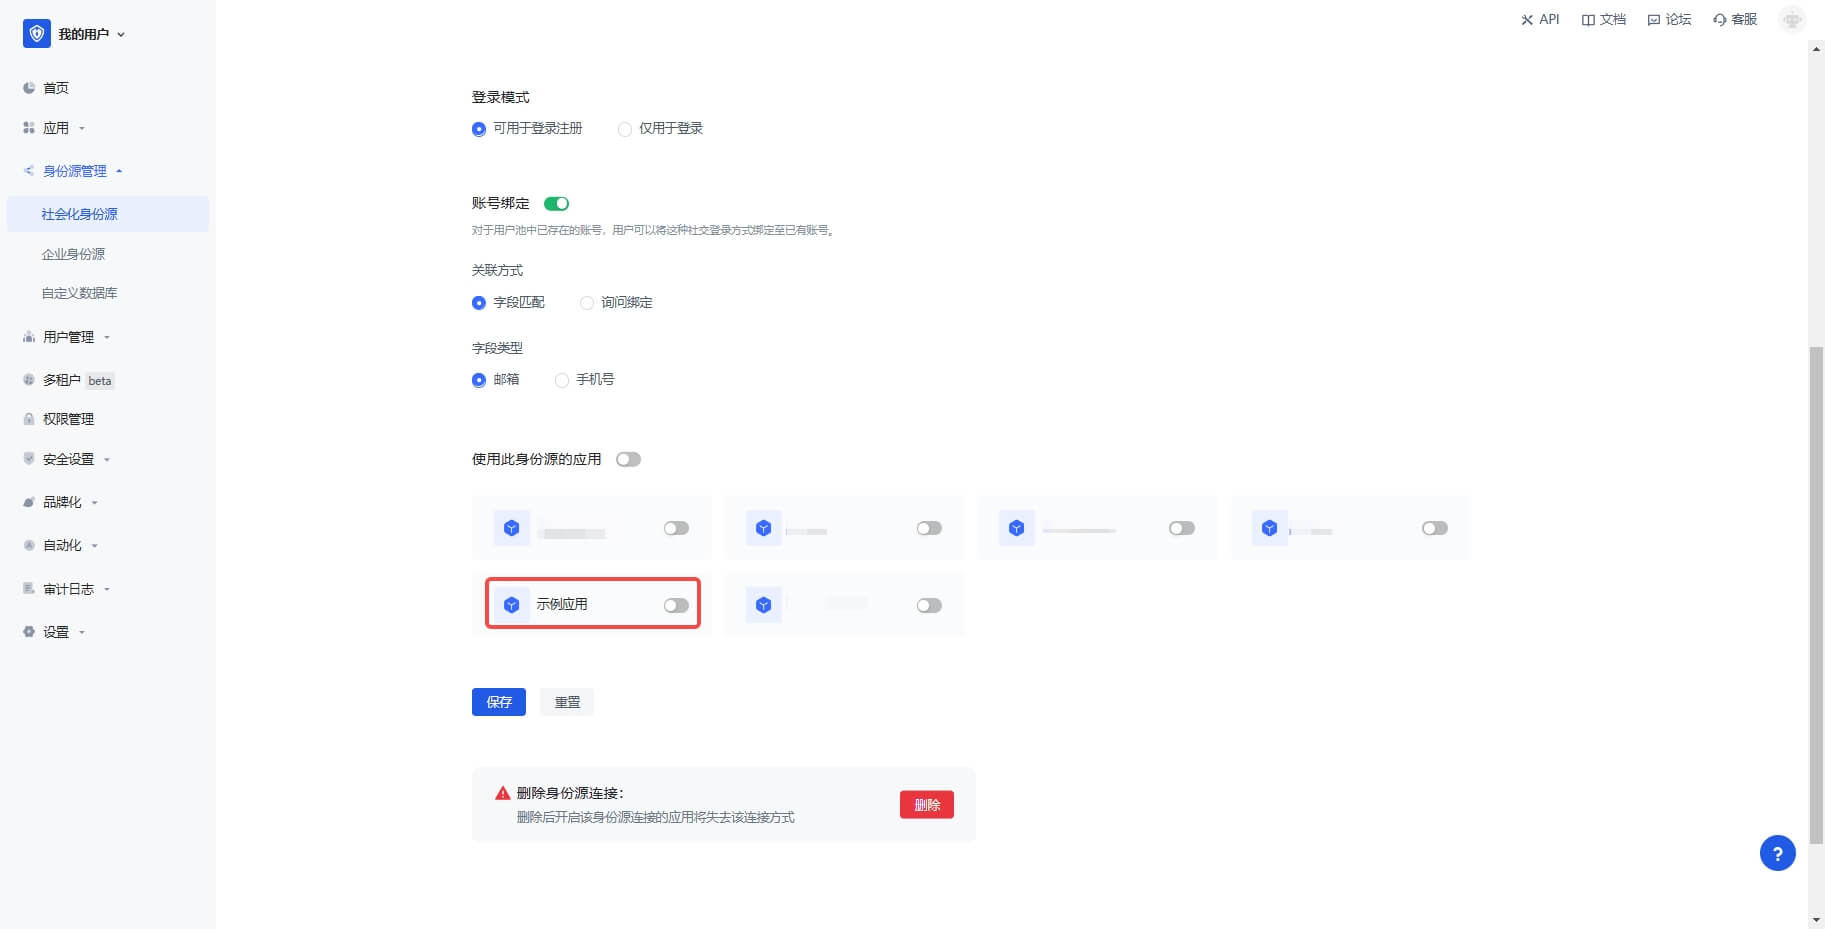 我的用户
API
文档
论坛
客服
首页
应用
身份源管理
社会化身份源
企业身份源
自定义数据库
用户管理
多租户 beta
权限管理
安全设置
品牌化
自动化
审计日志
设置
登录模式
可用于登录注册
仅用于登录
账号绑定
对于用户池中已存在的账号，用户可以将这种社交登录方式绑定至已有账号。
关联方式
字段匹配
询问绑定
字段类型
邮箱
手机号
使用此身份源的应用
示例应用
保存
重置
删除身份源连接：
删除后开启该身份源连接的应用将失去该连接方式
删除
?